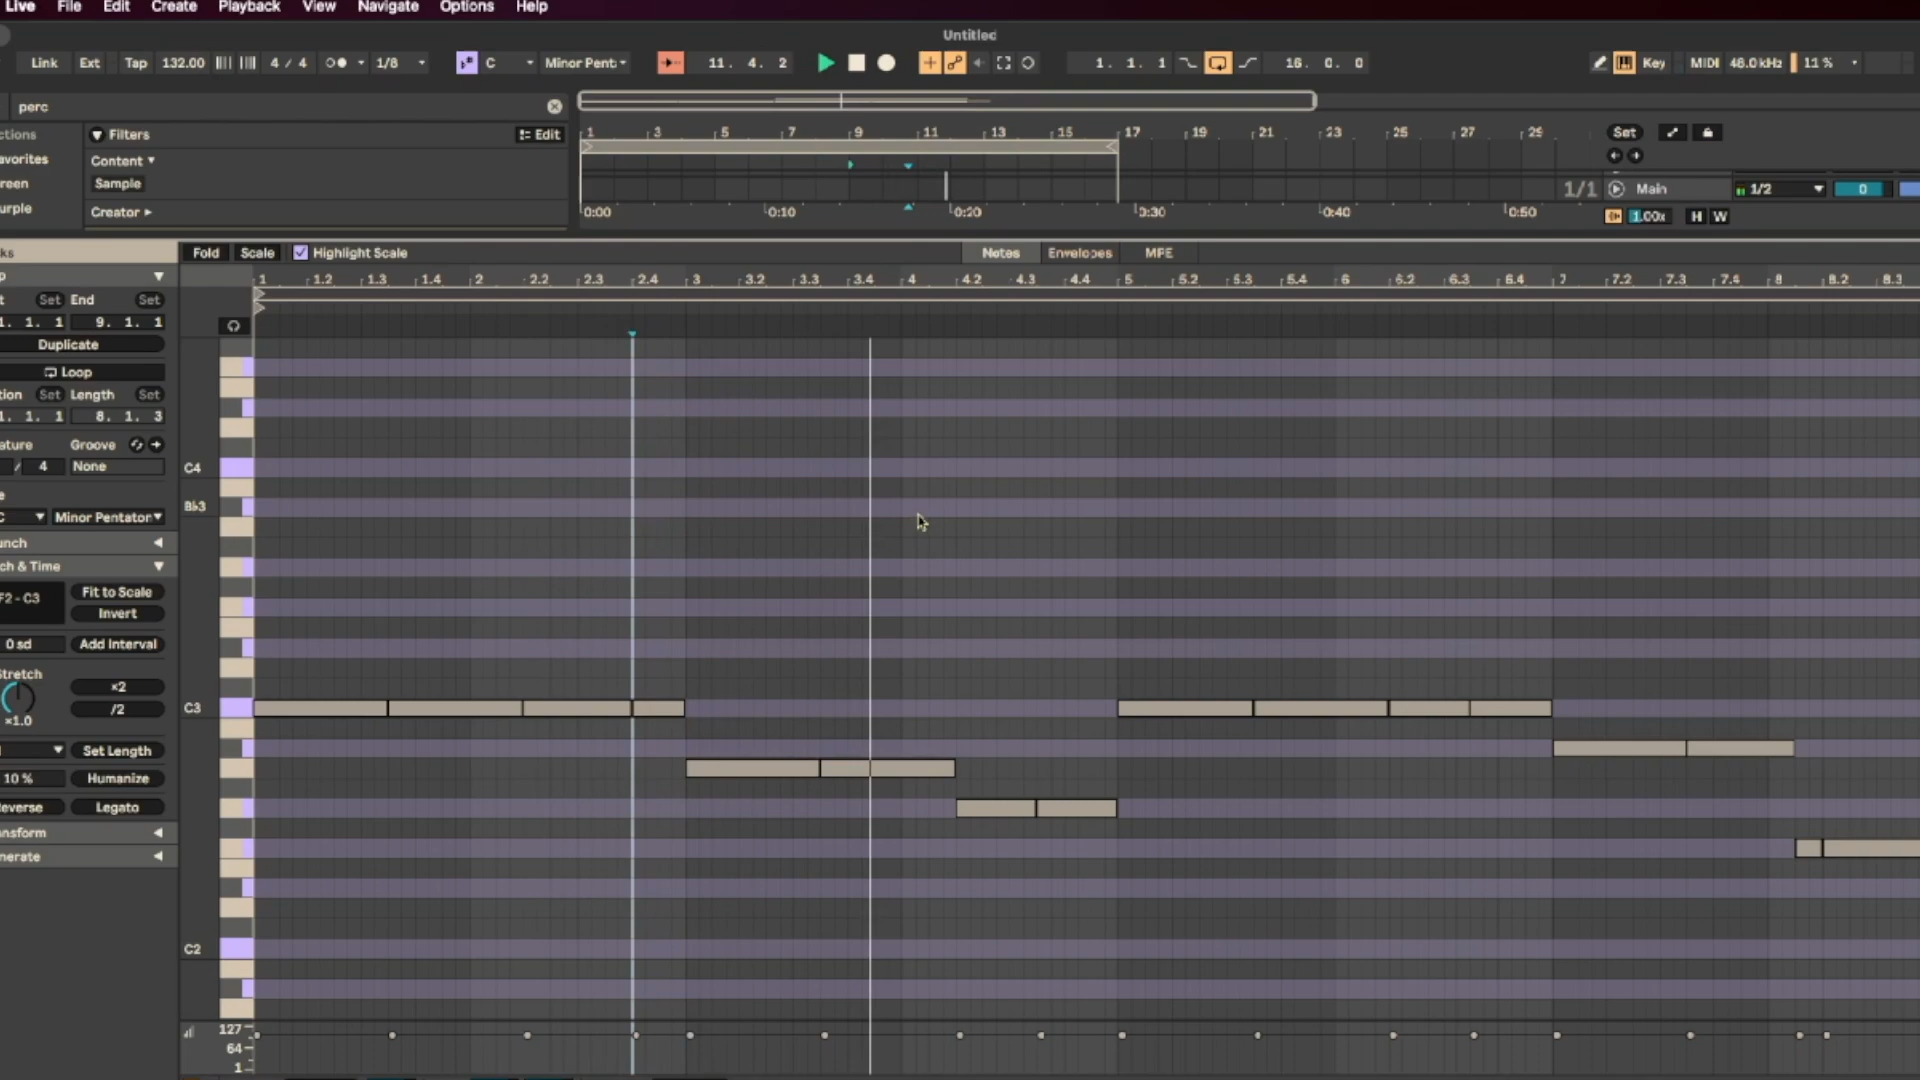 Live File Edit Create Playback View Navigate Options Help
Untitled
Link Ext Tap 132.00 4 / 4 1/8 C Minor Pent 11. 4. 2 1. 1. 1 16. 0. 0 Key MIDI 48.0kHz 11 %
perc
ctions Filters Edit 1 3 5 7 9 11 13 15 17 19 21 23 25 27 29 Set
avorites Content
reen Sample 1/1 Main 1/2 0
urple Creator 0:00 0:10 0:20 0:30 0:40 0:50 1.00x H W
ks Fold Scale Highlight Scale Notes Envelopes MPE
p 1 1.2 1.3 1.4 2 2.2 2.3 2.4 3 3.2 3.3 3.4 4 4.2 4.3 4.4 5 5.2 5.3 5.4 6 6.2 6.3 6.4 7 7.2 7.3 7.4 8 8.2 8.3
t Set End Set
1. 1. 1 9. 1. 1
Duplicate
Loop
tion Set Length Set
1. 1. 1 8. 1. 3
ature Groove
/ 4 None
C4
e
B♭3
C Minor Pentaton
unch
ch & Time
F2 - C3 Fit to Scale
Invert
0 sd Add Interval
Stretch
×2
/2
×1.0
C3
Set Length
10 % Humanize
everse Legato
ansform
nerate
C2
127
64
1